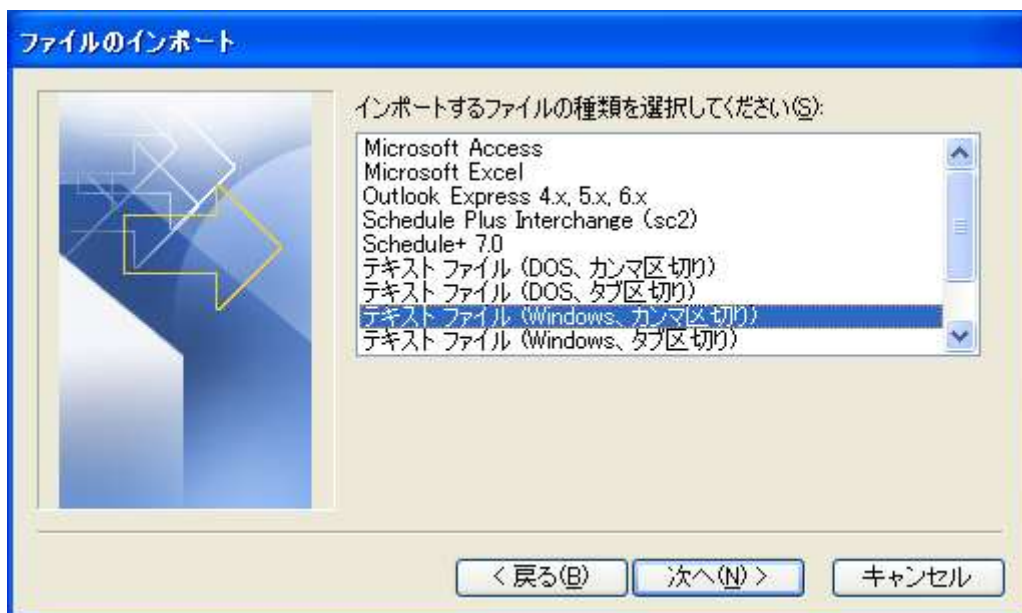 ファイルのインポート
インポートするファイルの種類を選択してください(S):
Microsoft Access
Microsoft Excel
Outlook Express 4.x, 5.x, 6.x
Schedule Plus Interchange (sc2)
Schedule+ 7.0
テキスト ファイル (DOS、カンマ区切り)
テキスト ファイル (DOS、タブ区切り)
テキスト ファイル (Windows、カンマ区切り)
テキスト ファイル (Windows、タブ区切り)
< 戻る(B) 次へ(N) > キャンセル